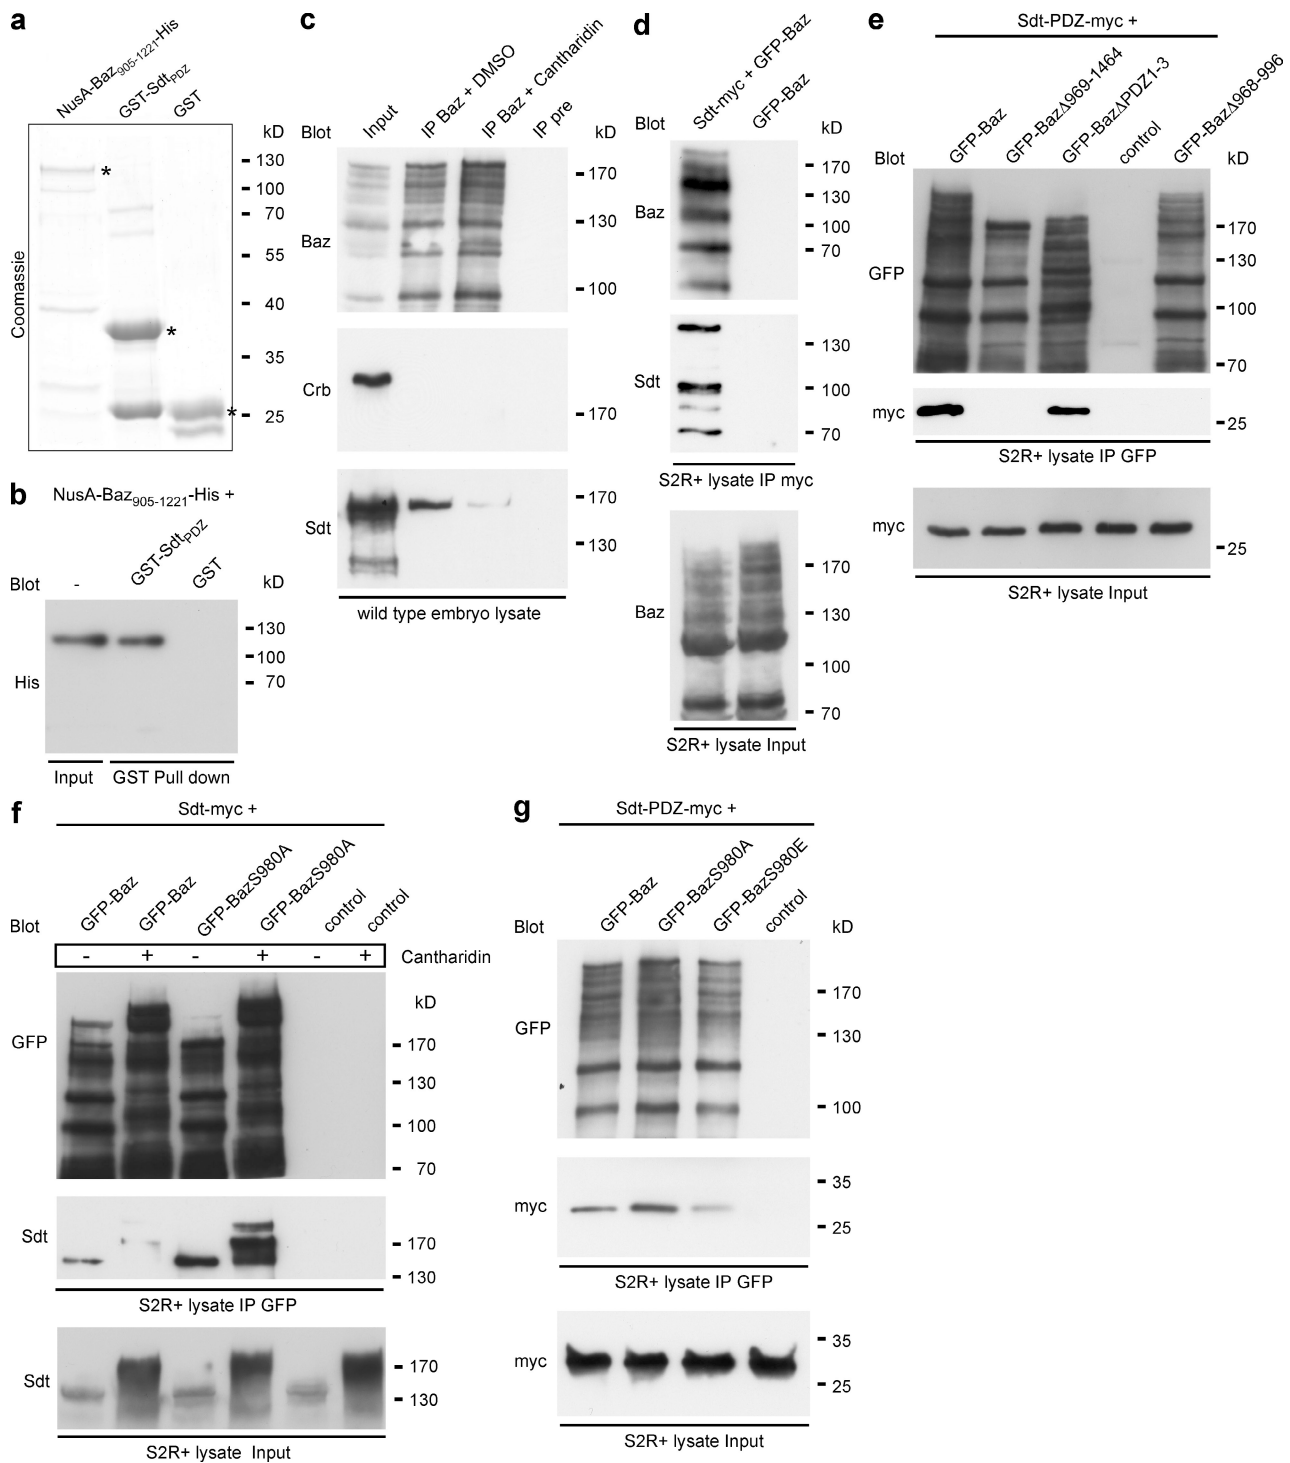 a
NusA-Baz905-1221-His
GST-SdtPDZ
GST
kD
Coomassie
130
100
70
55
40
35
25
*
*
*
b
NusA-Baz905-1221-His +
Blot
-
GST-SdtPDZ
GST
kD
His
130
100
70
Input
GST Pull down
c
Blot
Input
IP Baz + DMSO
IP Baz + Cantharidin
IP pre
kD
Baz
170
130
100
Crb
170
Sdt
170
130
wild type embryo lysate
d
Blot
Sdt-myc + GFP-Baz
GFP-Baz
kD
Baz
170
130
100
70
Sdt
130
100
70
S2R+ lysate IP myc
Baz
170
130
100
70
S2R+ lysate Input
e
Sdt-PDZ-myc +
Blot
GFP-Baz
GFP-BazΔ969-1464
GFP-BazΔPDZ1-3
control
GFP-BazΔ968-996
kD
GFP
170
130
100
70
myc
25
S2R+ lysate IP GFP
myc
25
S2R+ lysate Input
f
Sdt-myc +
Blot
GFP-Baz
GFP-Baz
GFP-BazS980A
GFP-BazS980A
control
control
- + - + - + Cantharidin
kD
GFP
170
130
100
70
Sdt
170
130
S2R+ lysate IP GFP
Sdt
170
130
S2R+ lysate Input
g
Sdt-PDZ-myc +
Blot
GFP-Baz
GFP-BazS980A
GFP-BazS980E
control
kD
GFP
170
130
100
myc
35
25
S2R+ lysate IP GFP
myc
35
25
S2R+ lysate Input